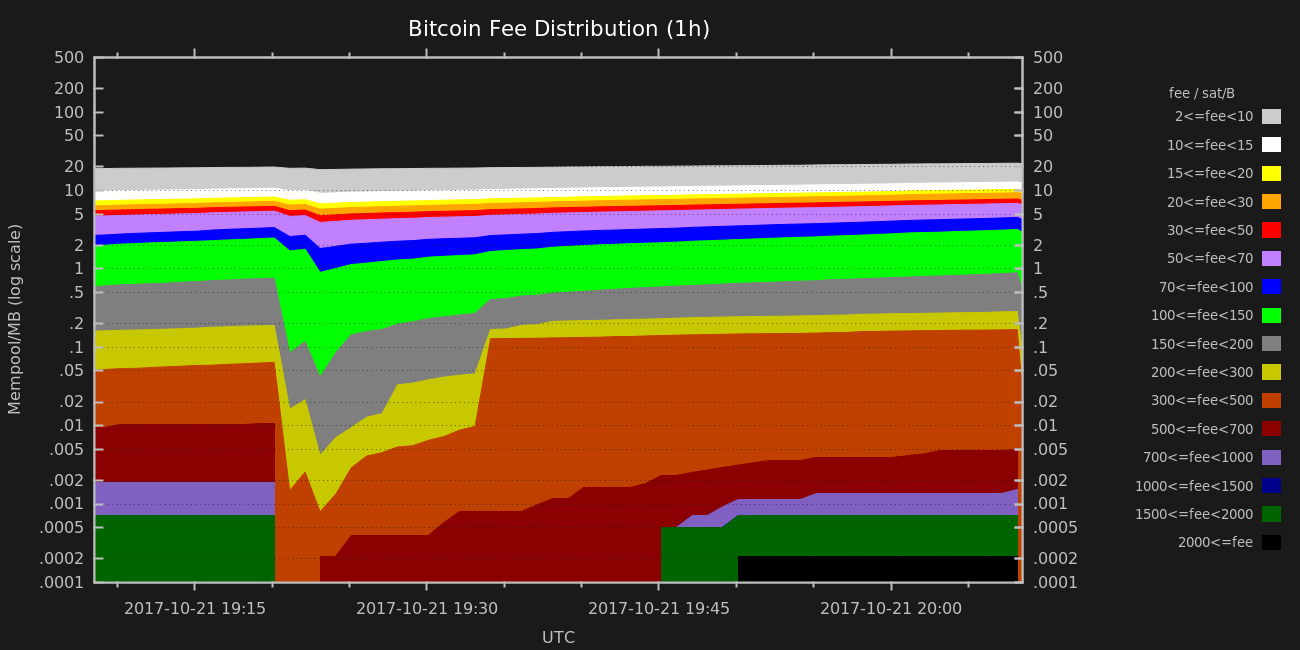 Bitcoin Fee Distribution (1h)
500
200
100
50
20
10
5
2
1
.5
.2
.1
.05
.02
.01
.005
.002
.001
.0005
.0002
.0001
Mempool/MB (log scale)
500
200
100
50
20
10
5
2
1
.5
.2
.1
.05
.02
.01
.005
.002
.001
.0005
.0002
.0001
2017-10-21 19:15 2017-10-21 19:30 2017-10-21 19:45 2017-10-21 20:00
UTC
fee / sat/B
2<=fee<10
10<=fee<15
15<=fee<20
20<=fee<30
30<=fee<50
50<=fee<70
70<=fee<100
100<=fee<150
150<=fee<200
200<=fee<300
300<=fee<500
500<=fee<700
700<=fee<1000
1000<=fee<1500
1500<=fee<2000
2000<=fee